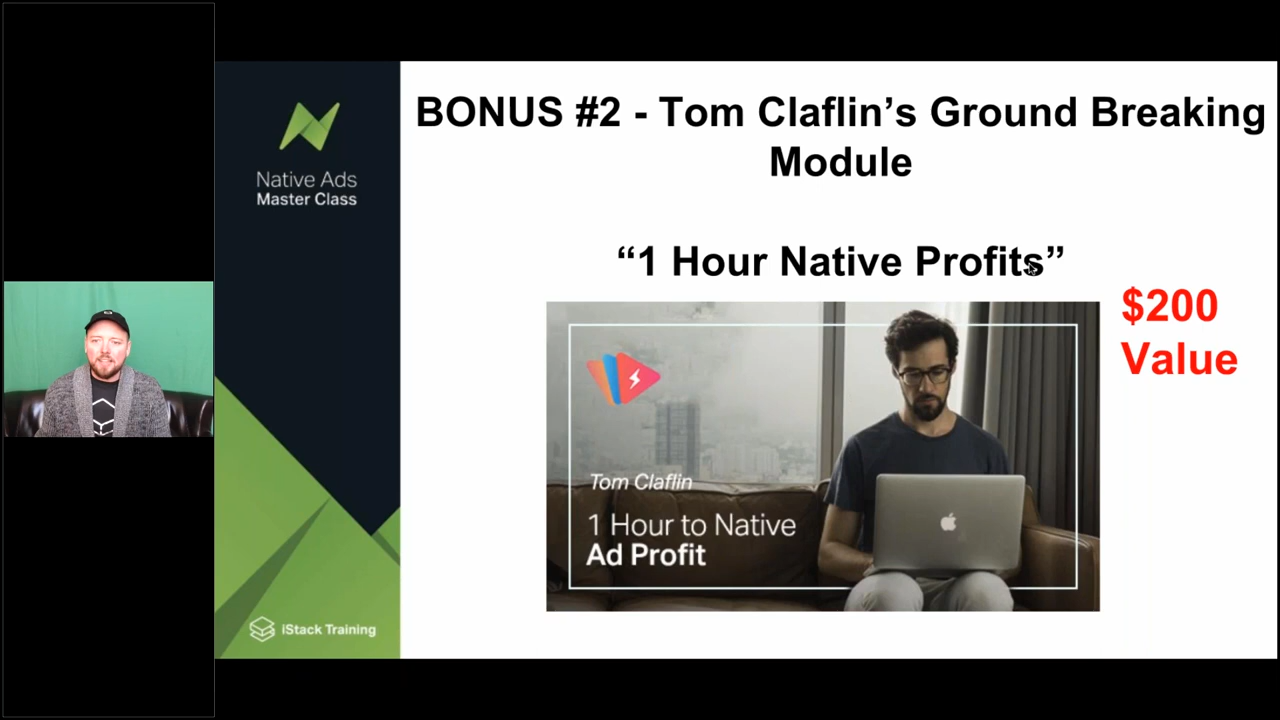 BONUS #2 - Tom Claflin’s Ground Breaking
Module
“1 Hour Native Profits”
Native Ads
Master Class
$200
Value
Tom Claflin
1 Hour to Native
Ad Profit
iStack Training